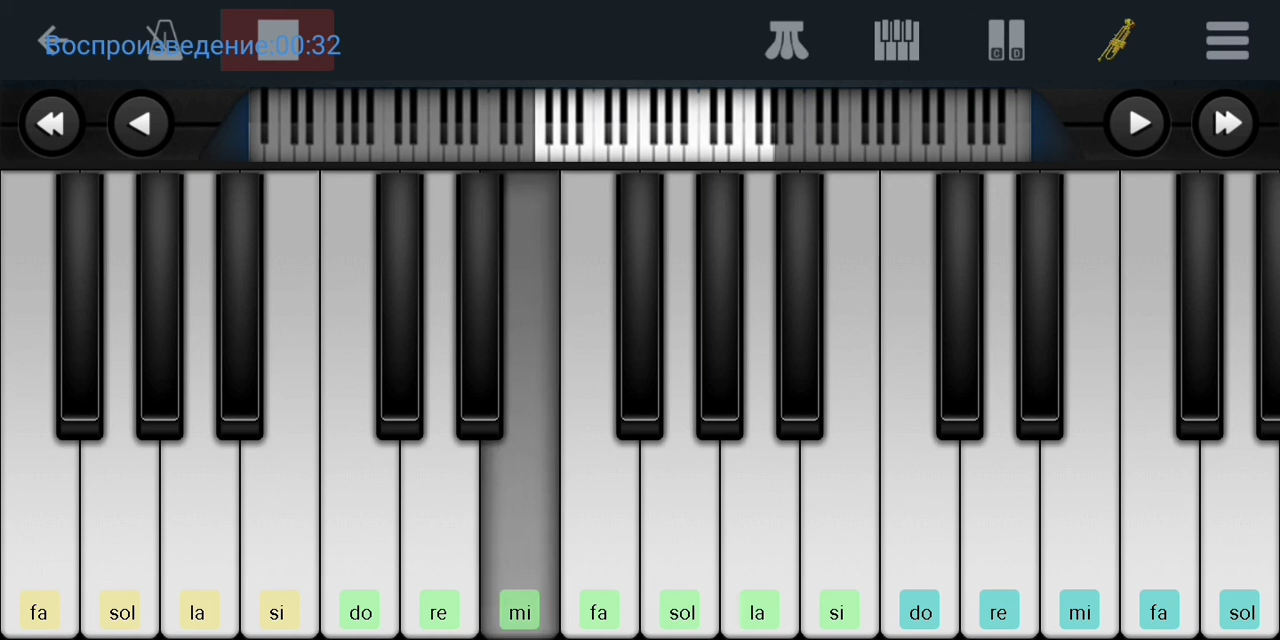 Воспроизведение:00:32
C D
fa sol la si do re mi fa sol la si do re mi fa sol